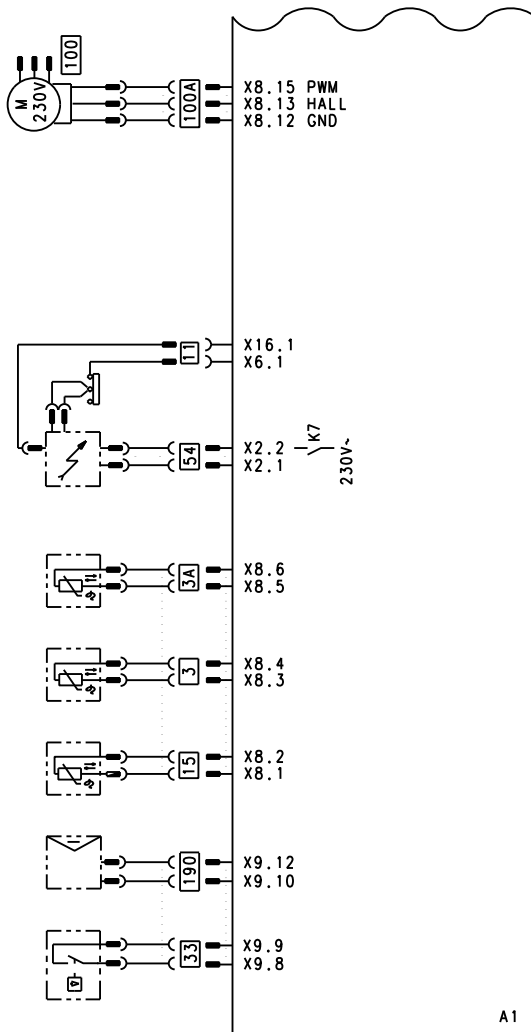 100
M
230V
100A
X8.15 PWM
X8.13 HALL
X8.12 GND
11
X16.1
X6.1
54
X2.2
X2.1
K7
230V~
3A
X8.6
X8.5
3
X8.4
X8.3
15
X8.2
X8.1
190
X9.12
X9.10
33
X9.9
X9.8
A1